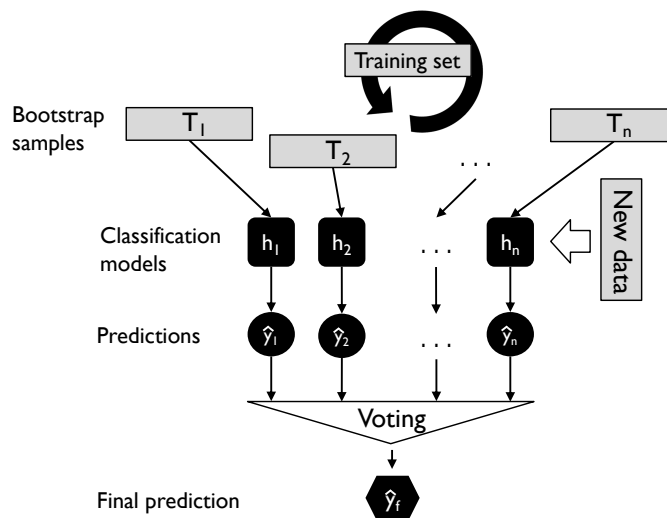 Training set
Bootstrap
samples
T₁
T₂
. . .
Tₙ
Classification
models
h₁
h₂
. . .
hₙ
New data
Predictions
ŷ₁
ŷ₂
. . .
ŷₙ
Voting
Final prediction
ŷf